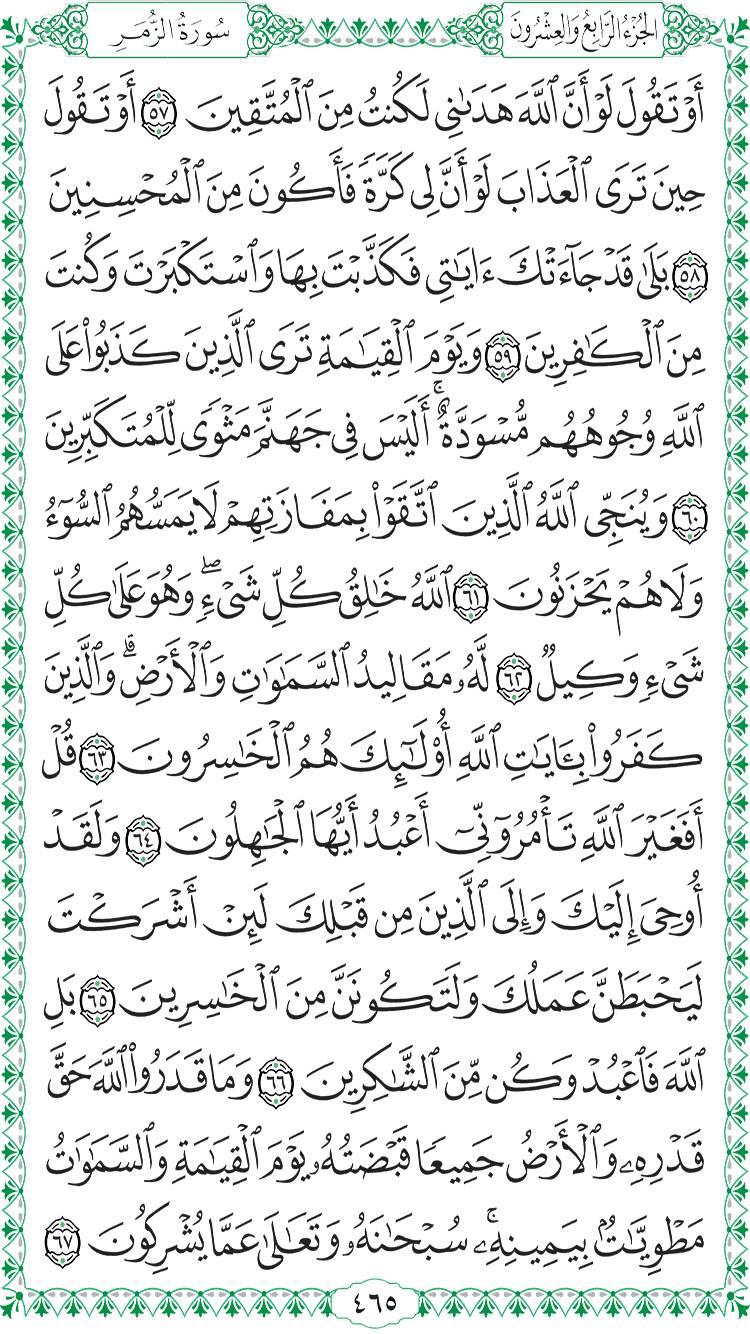 سُورَةُ الزُّمَرِ
الجُزْءُ الرَّابِعُ وَالعِشْرُونَ
أَوْ تَقُولَ لَوْ أَنَّ ٱللَّهَ هَدَىٰنِى لَكُنتُ مِنَ ٱلْمُتَّقِينَ ٥٧ أَوْ تَقُولَ
حِينَ تَرَى ٱلْعَذَابَ لَوْ أَنَّ لِى كَرَّةً فَأَكُونَ مِنَ ٱلْمُحْسِنِينَ
٥٨ بَلَىٰ قَدْ جَآءَتْكَ ءَايَٰتِى فَكَذَّبْتَ بِهَا وَٱسْتَكْبَرْتَ وَكُنتَ
مِنَ ٱلْكَٰفِرِينَ ٥٩ وَيَوْمَ ٱلْقِيَٰمَةِ تَرَى ٱلَّذِينَ كَذَبُوا۟ عَلَى
ٱللَّهِ وُجُوهُهُم مُّسْوَدَّةٌ ۚ أَلَيْسَ فِى جَهَنَّمَ مَثْوًى لِّلْمُتَكَبِّرِينَ
٦٠ وَيُنَجِّى ٱللَّهُ ٱلَّذِينَ ٱتَّقَوْا۟ بِمَفَازَتِهِمْ لَا يَمَسُّهُمُ ٱلسُّوٓءُ
وَلَا هُمْ يَحْزَنُونَ ٦١ ٱللَّهُ خَٰلِقُ كُلِّ شَىْءٍ ۖ وَهُوَ عَلَىٰ كُلِّ
شَىْءٍ وَكِيلٌ ٦٢ لَّهُۥ مَقَالِيدُ ٱلسَّمَٰوَٰتِ وَٱلْأَرْضِ ۗ وَٱلَّذِينَ
كَفَرُوا۟ بِـَٔايَٰتِ ٱللَّهِ أُو۟لَٰٓئِكَ هُمُ ٱلْخَٰسِرُونَ ٦٣ قُلْ
أَفَغَيْرَ ٱللَّهِ تَأْمُرُوٓنِّىٓ أَعْبُدُ أَيُّهَا ٱلْجَٰهِلُونَ ٦٤ وَلَقَدْ
أُوحِىَ إِلَيْكَ وَإِلَى ٱلَّذِينَ مِن قَبْلِكَ لَئِنْ أَشْرَكْتَ
لَيَحْبَطَنَّ عَمَلُكَ وَلَتَكُونَنَّ مِنَ ٱلْخَٰسِرِينَ ٦٥ بَلِ
ٱللَّهَ فَٱعْبُدْ وَكُن مِّنَ ٱلشَّٰكِرِينَ ٦٦ وَمَا قَدَرُوا۟ ٱللَّهَ حَقَّ
قَدْرِهِۦ وَٱلْأَرْضُ جَمِيعًا قَبْضَتُهُۥ يَوْمَ ٱلْقِيَٰمَةِ وَٱلسَّمَٰوَٰتُ
مَطْوِيَّٰتٌۢ بِيَمِينِهِۦ ۚ سُبْحَٰنَهُۥ وَتَعَٰلَىٰ عَمَّا يُشْرِكُونَ ٦٧
٤٦٥